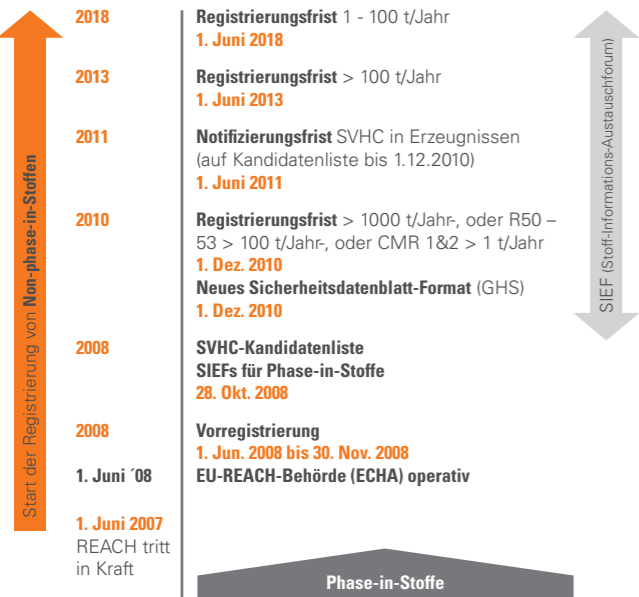 2018
Registrierungsfrist 1 - 100 t/Jahr
1. Juni 2018
2013
Registrierungsfrist > 100 t/Jahr
1. Juni 2013
2011
Notifizierungsfrist SVHC in Erzeugnissen
(auf Kandidatenliste bis 1.12.2010)
1. Juni 2011
2010
Registrierungsfrist > 1000 t/Jahr-, oder R50 –
53 > 100 t/Jahr-, oder CMR 1&2 > 1 t/Jahr
1. Dez. 2010
Neues Sicherheitsdatenblatt-Format (GHS)
1. Dez. 2010
2008
SVHC-Kandidatenliste
SIEFs für Phase-in-Stoffe
28. Okt. 2008
2008
Vorregistrierung
1. Jun. 2008 bis 30. Nov. 2008
1. Juni ´08
EU-REACH-Behörde (ECHA) operativ
1. Juni 2007
REACH tritt
in Kraft
Phase-in-Stoffe
Start der Registrierung von Non-phase-in-Stoffen
SIEF (Stoff-Informations-Austauschforum)